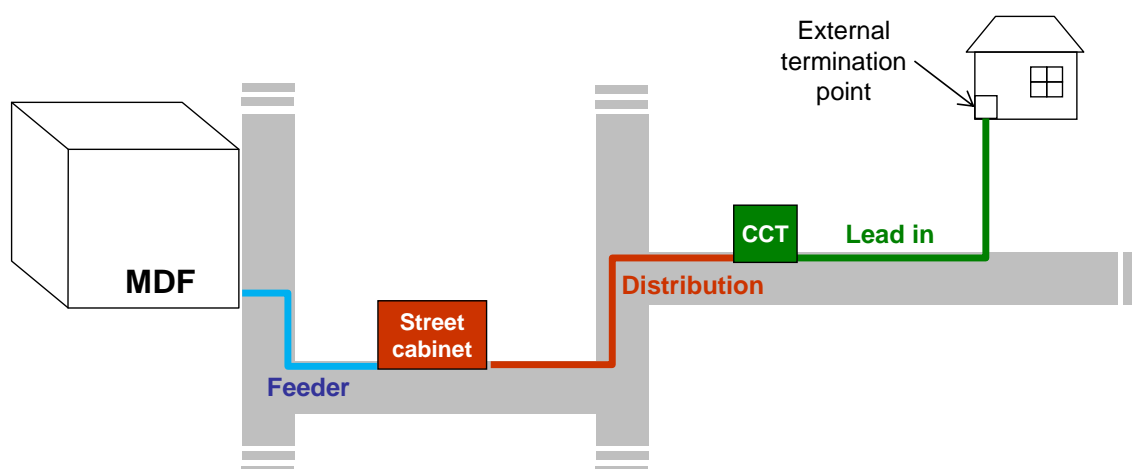 External
termination
point
CCT
Lead in
MDF
Distribution
Street
cabinet
Feeder